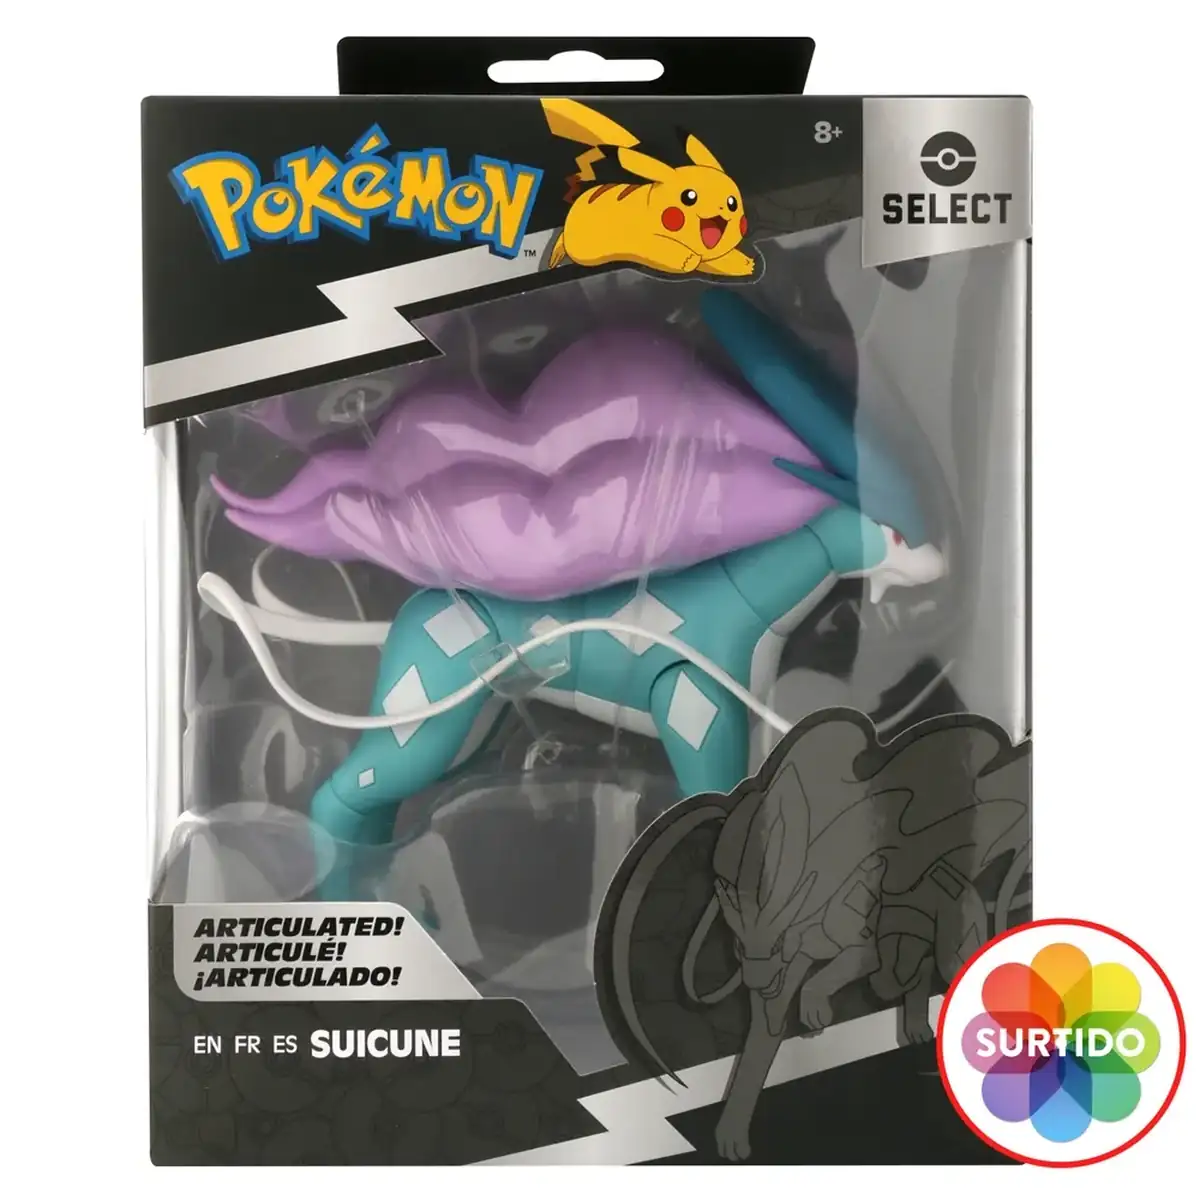 POKéMON
™
8+
SELECT
ARTICULATED!
ARTICULÉ!
¡ARTICULADO!
EN FR ES SUICUNE
SURTIDO